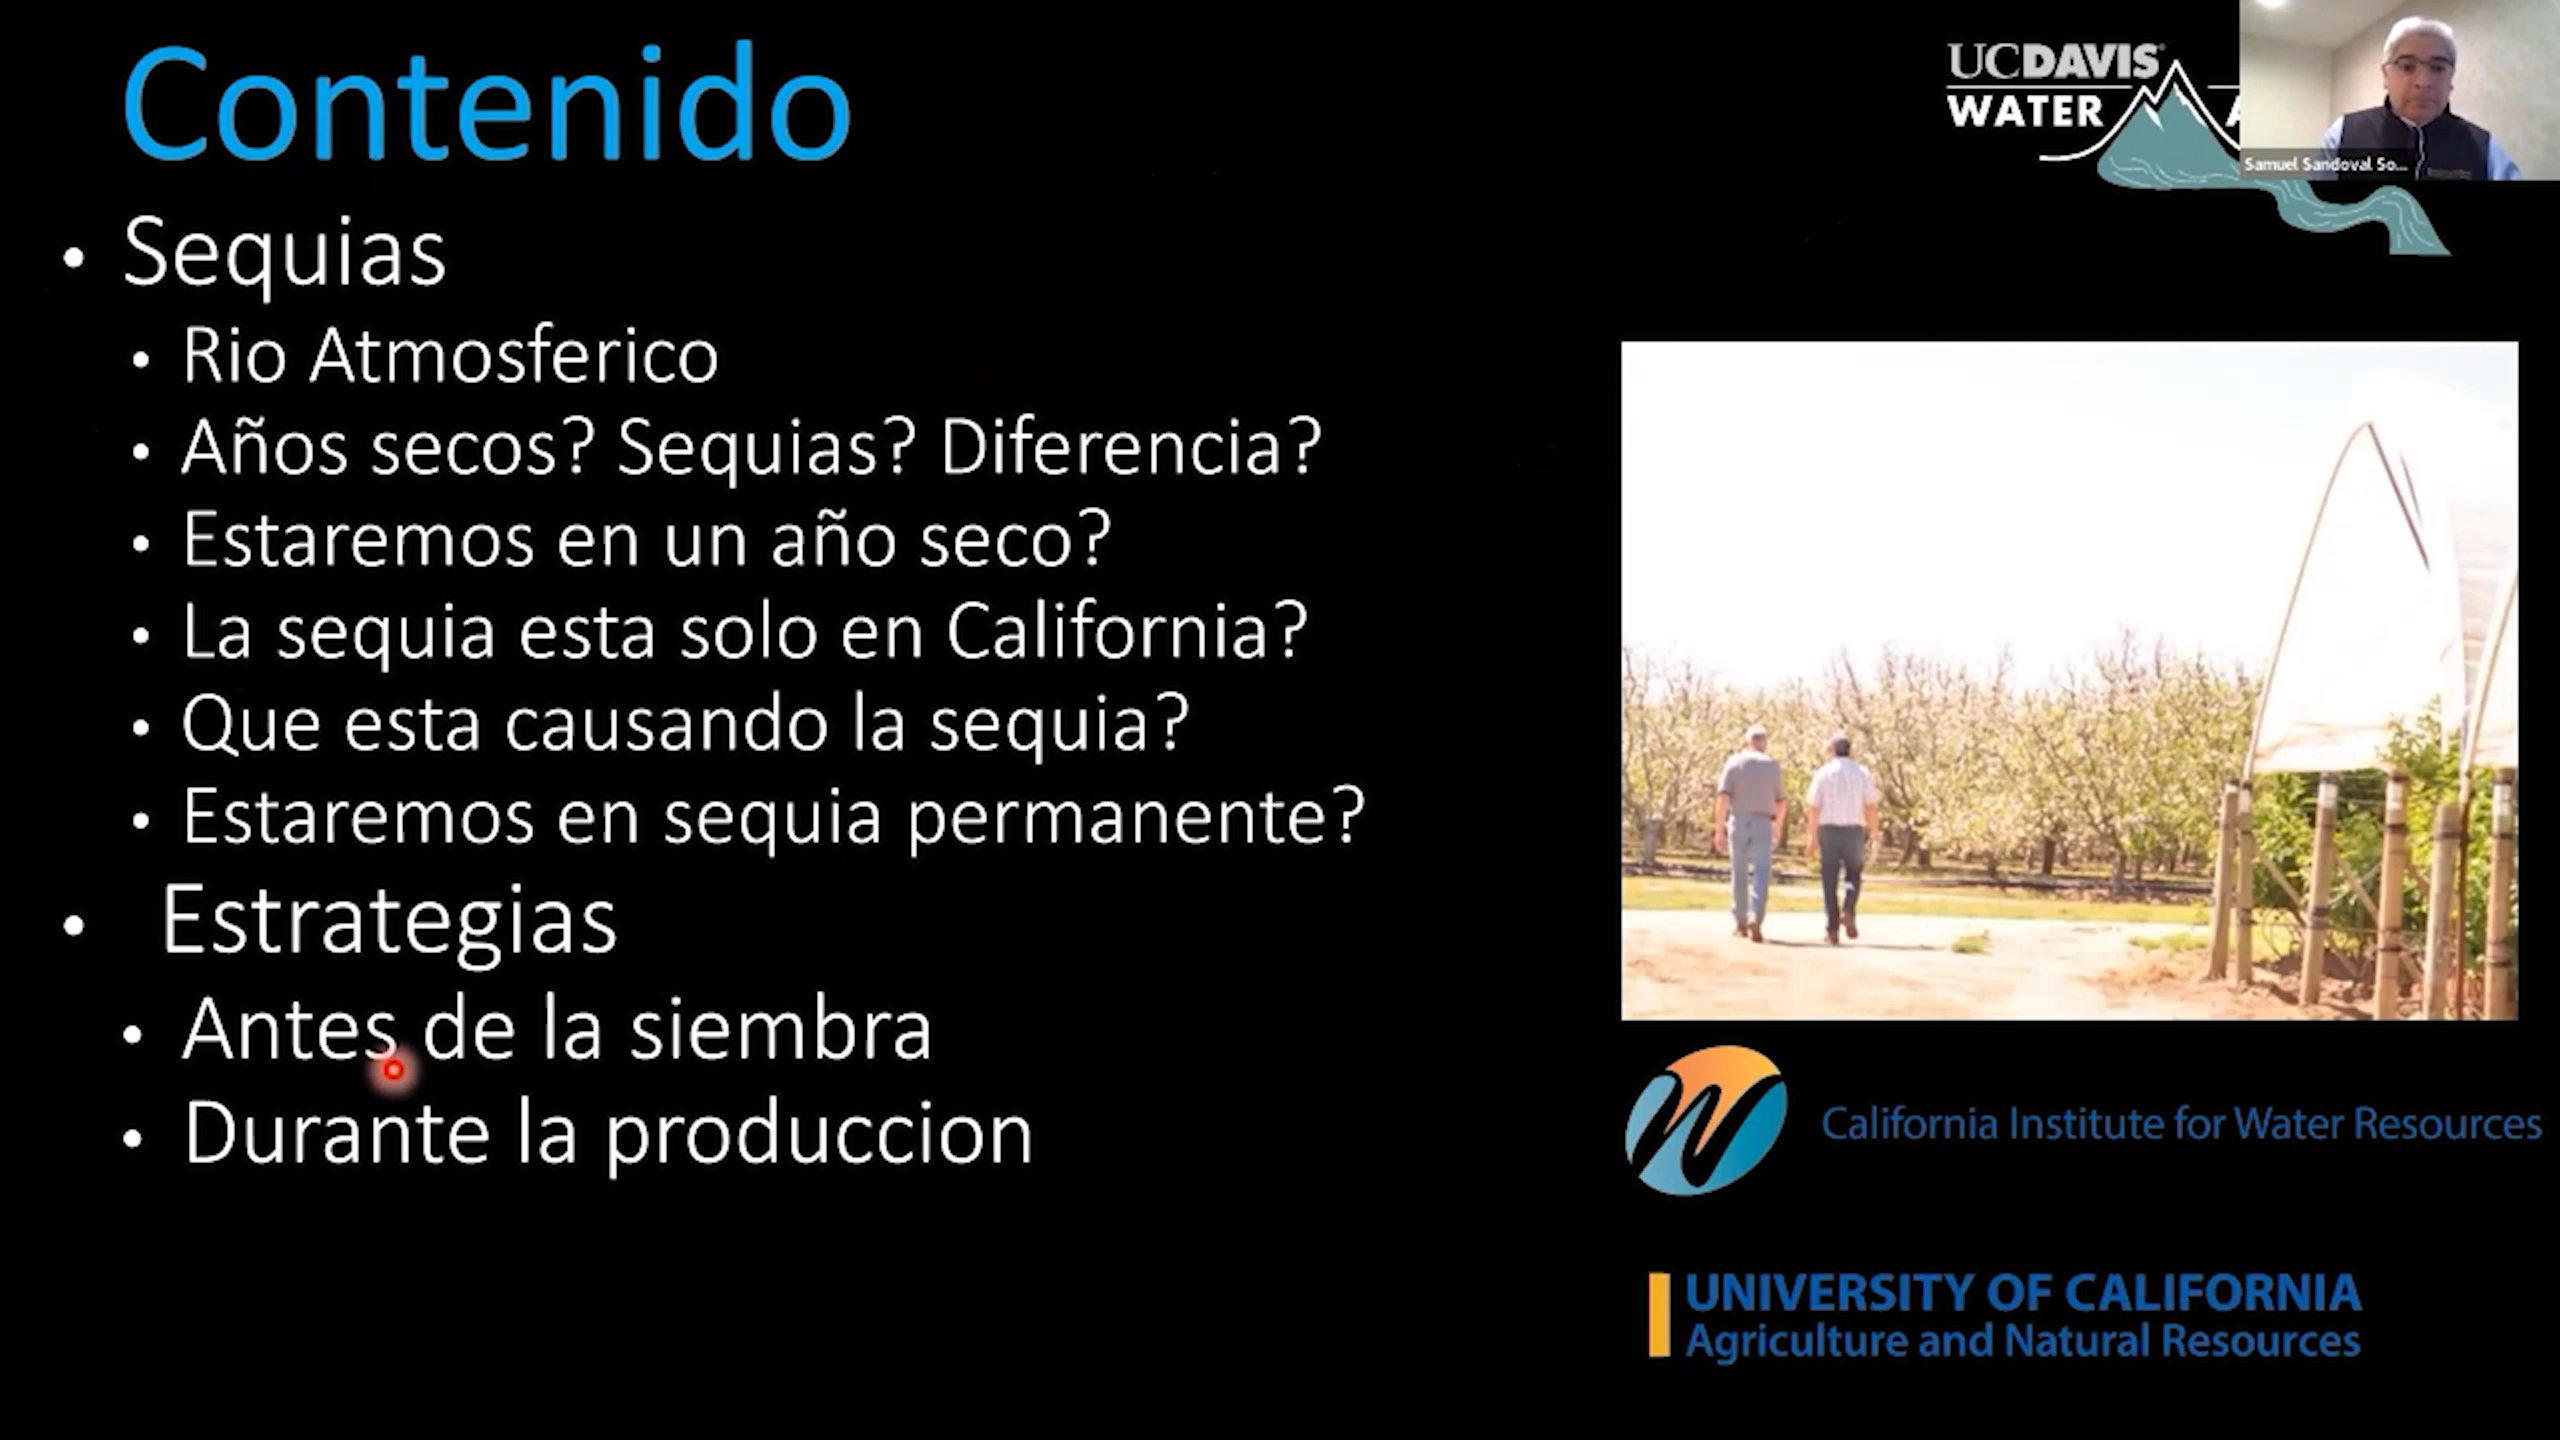 Contenido
UCDAVIS
WATER
Samuel Sandoval So...
• Sequias
• Rio Atmosferico
• Años secos? Sequias? Diferencia?
• Estaremos en un año seco?
• La sequia esta solo en California?
• Que esta causando la sequia?
• Estaremos en sequia permanente?
• Estrategias
• Antes de la siembra
• Durante la produccion
California Institute for Water Resources
UNIVERSITY OF CALIFORNIA
Agriculture and Natural Resources